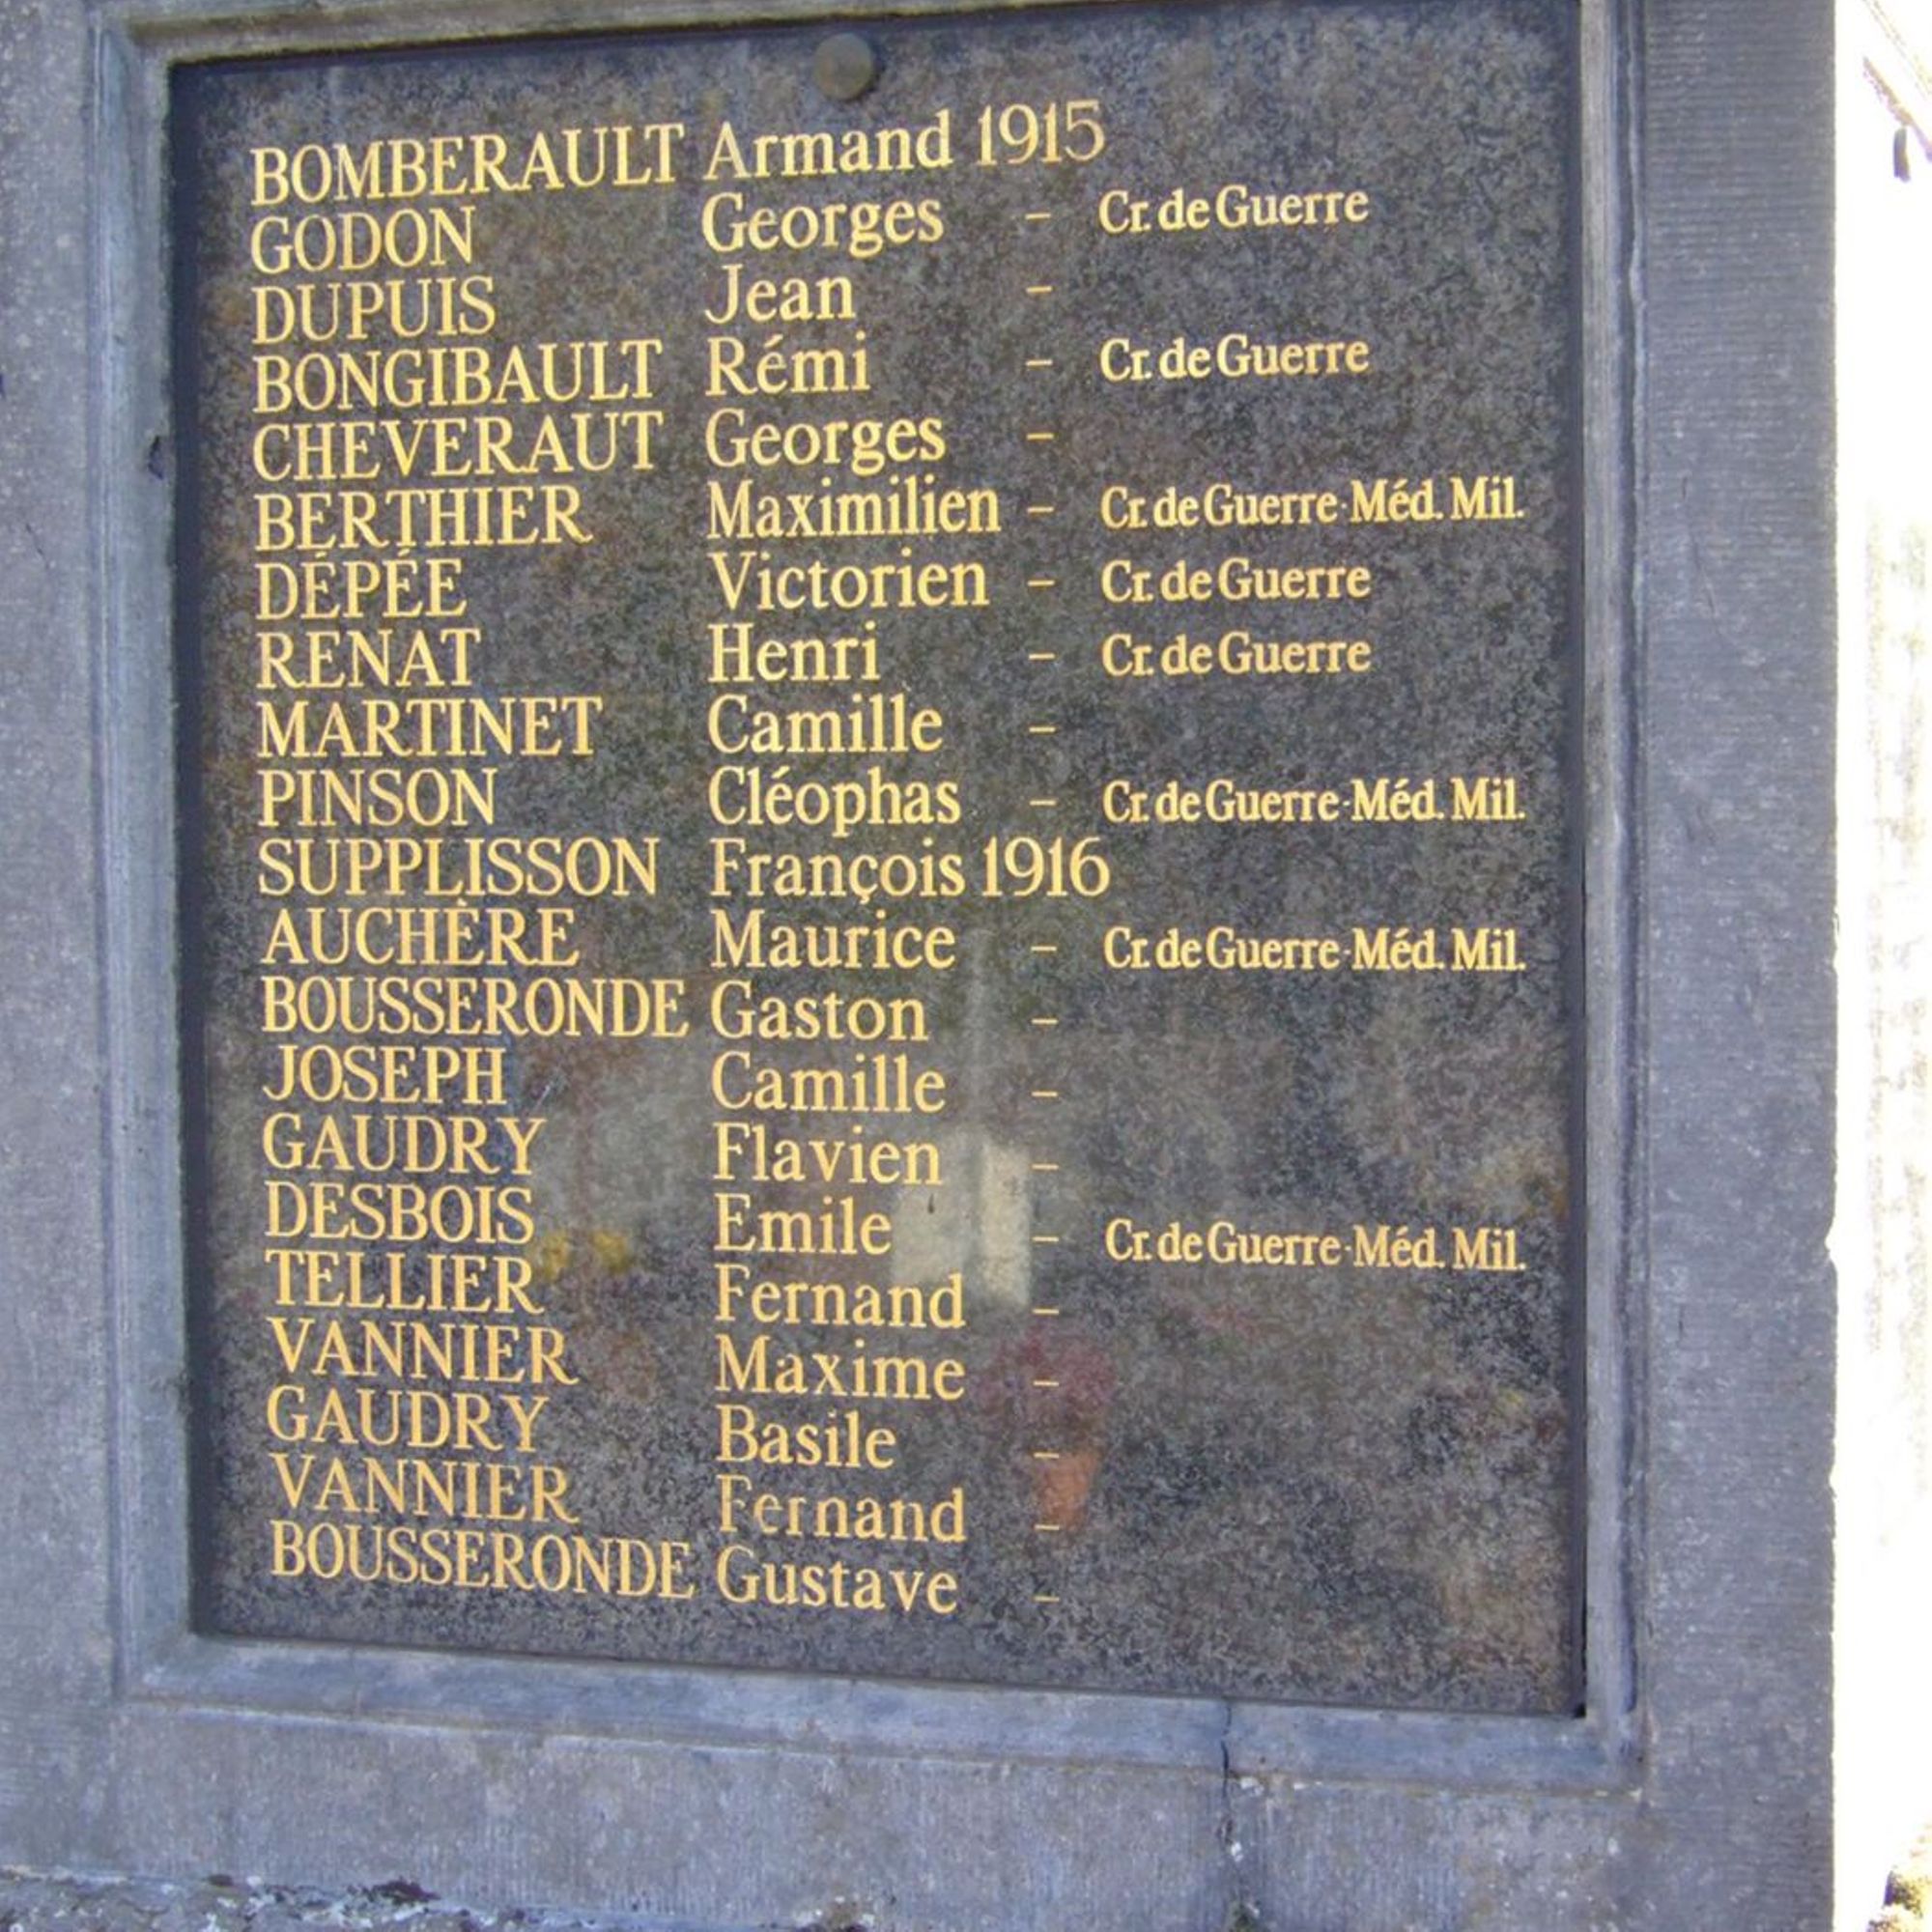 BOMBERAULT Armand 1915
GODON Georges - Cr. de Guerre
DUPUIS Jean -
BONGIBAULT Rémi - Cr. de Guerre
CHEVERAUT Georges -
BERTHIER Maximilien - Cr. de Guerre-Méd. Mil.
DÉPÉE Victorien - Cr. de Guerre
RENAT Henri - Cr. de Guerre
MARTINET Camille -
PINSON Cléophas - Cr. de Guerre-Méd. Mil.
SUPPLISSON François 1916
AUCHÈRE Maurice - Cr. de Guerre-Méd. Mil.
BOUSSERONDE Gaston -
JOSEPH Camille -
GAUDRY Flavien -
DESBOIS Emile - Cr. de Guerre-Méd. Mil.
TELLIER Fernand -
VANNIER Maxime -
GAUDRY Basile -
VANNIER Fernand -
BOUSSERONDE Gustave -